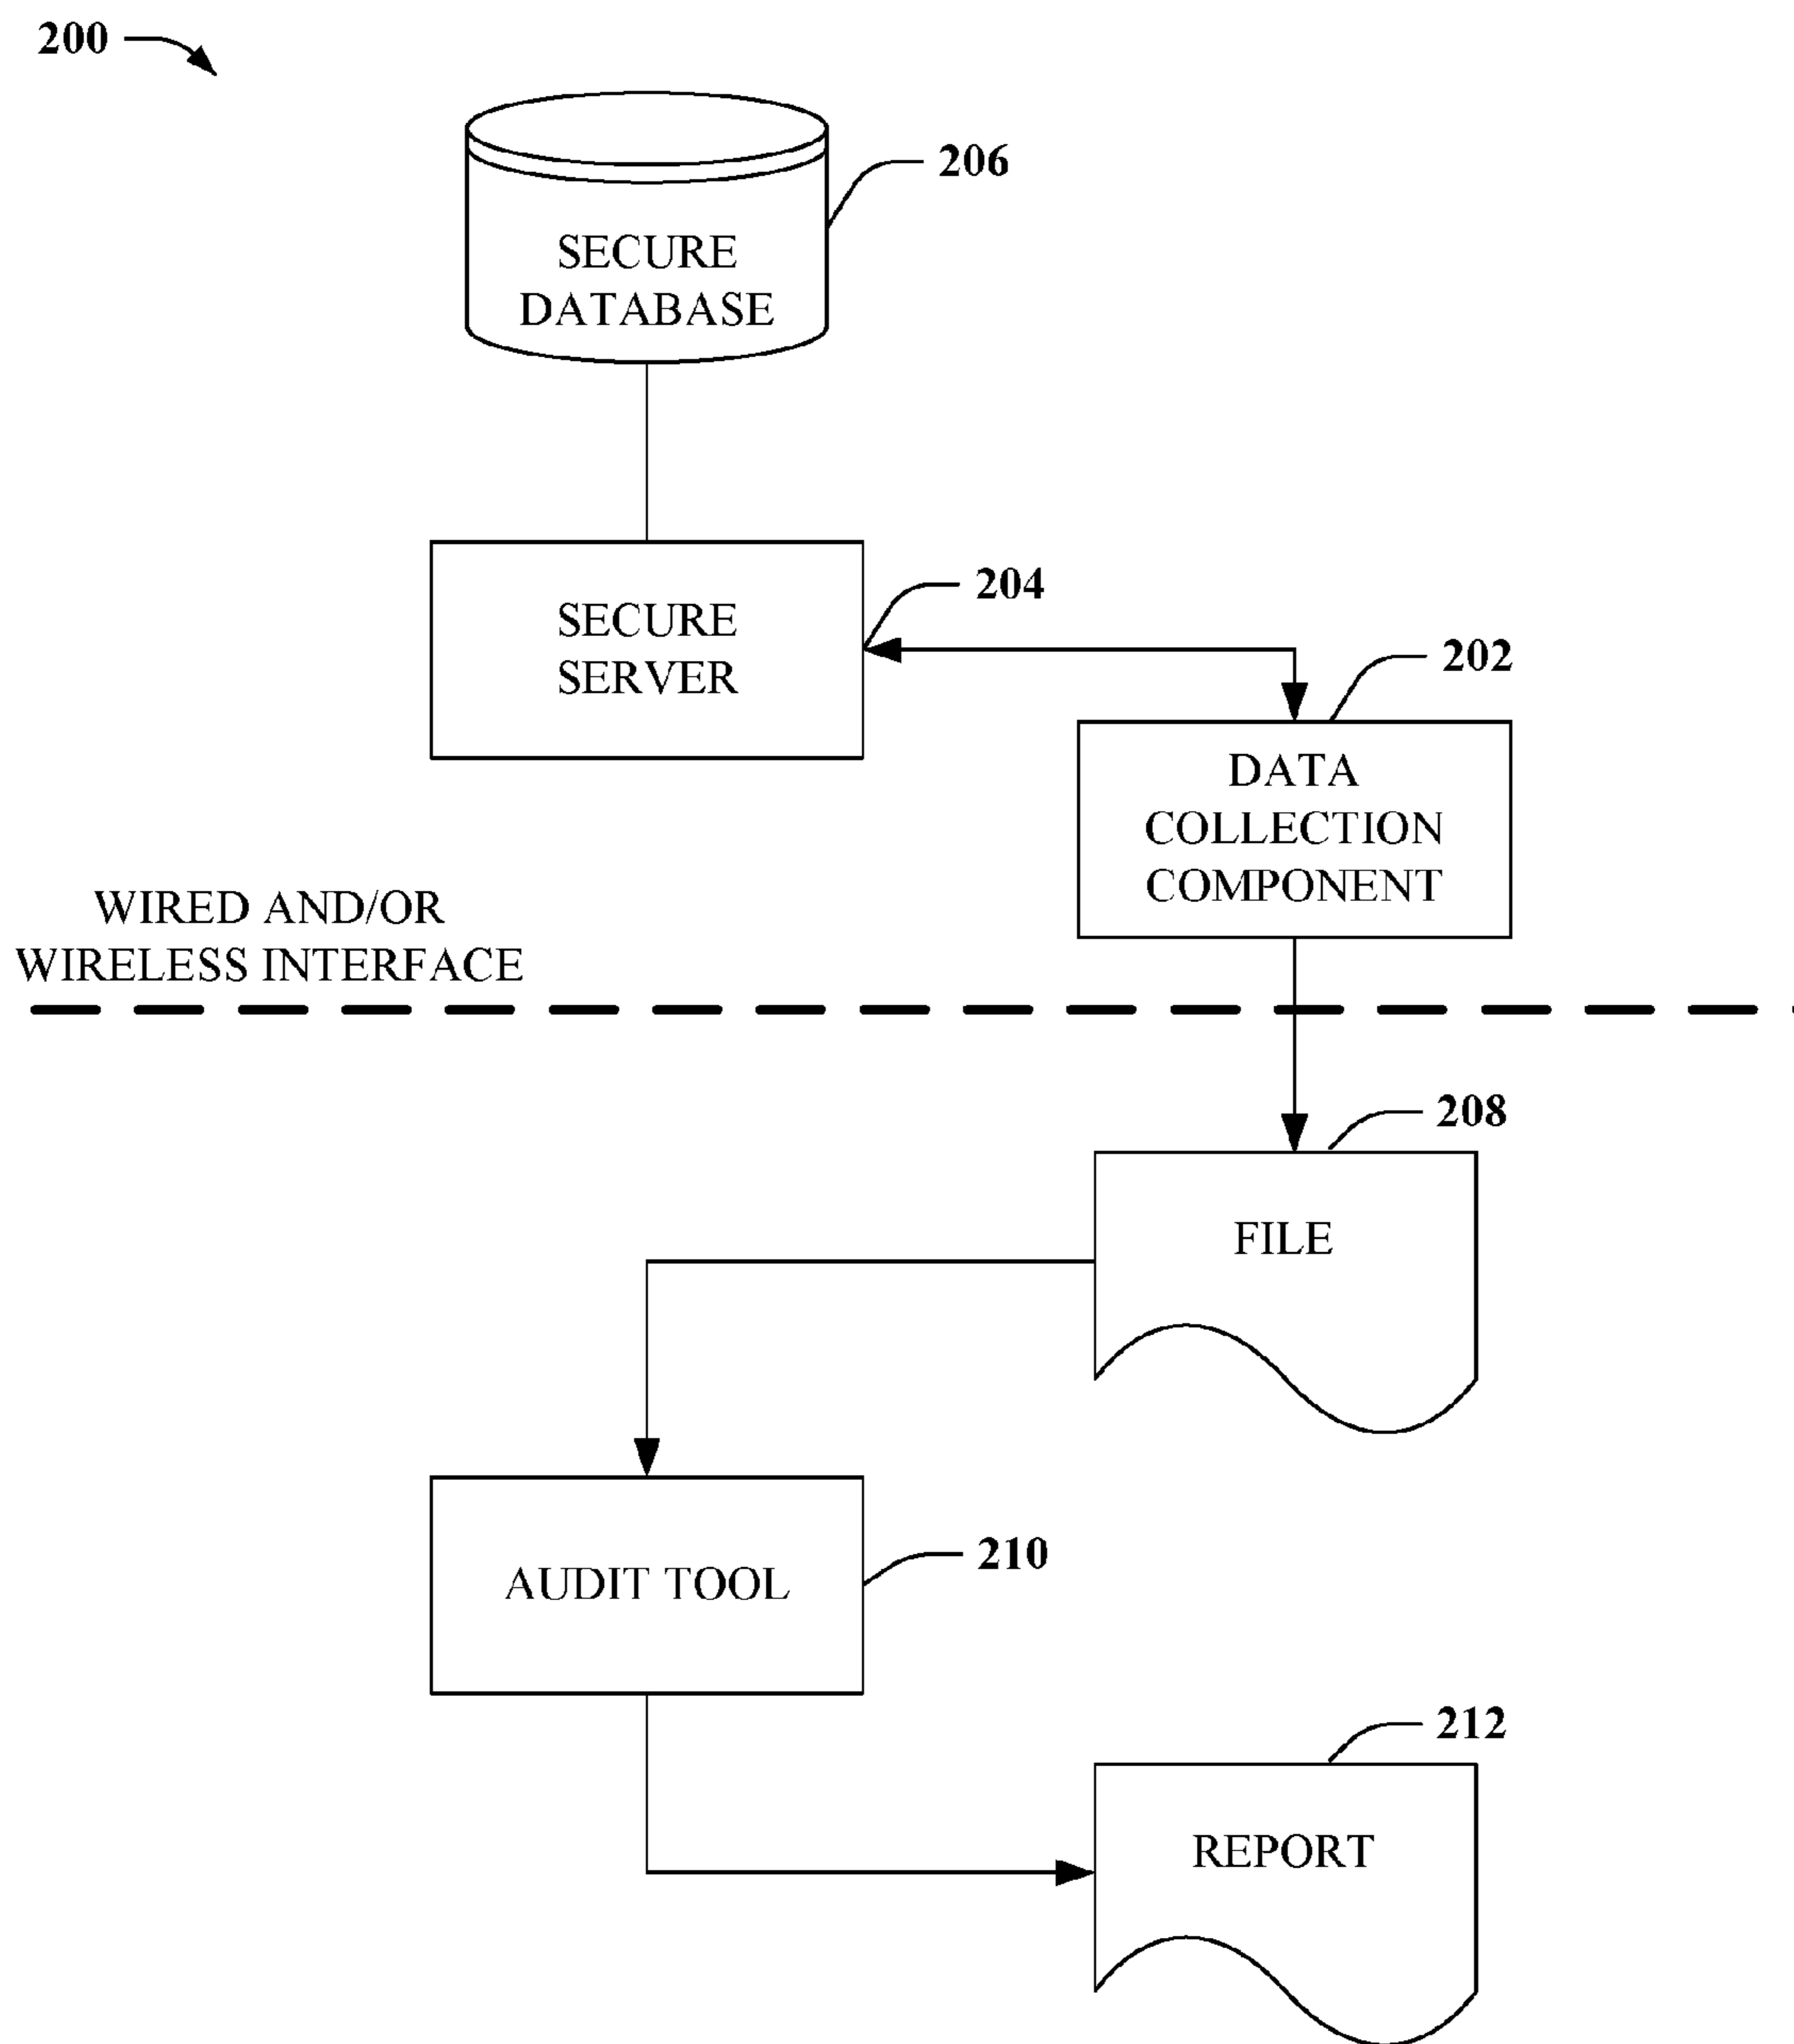 200
206
SECURE
DATABASE
204
SECURE
SERVER
202
DATA
COLLECTION
COMPONENT
WIRED AND/OR
WIRELESS INTERFACE
208
FILE
210
AUDIT TOOL
212
REPORT